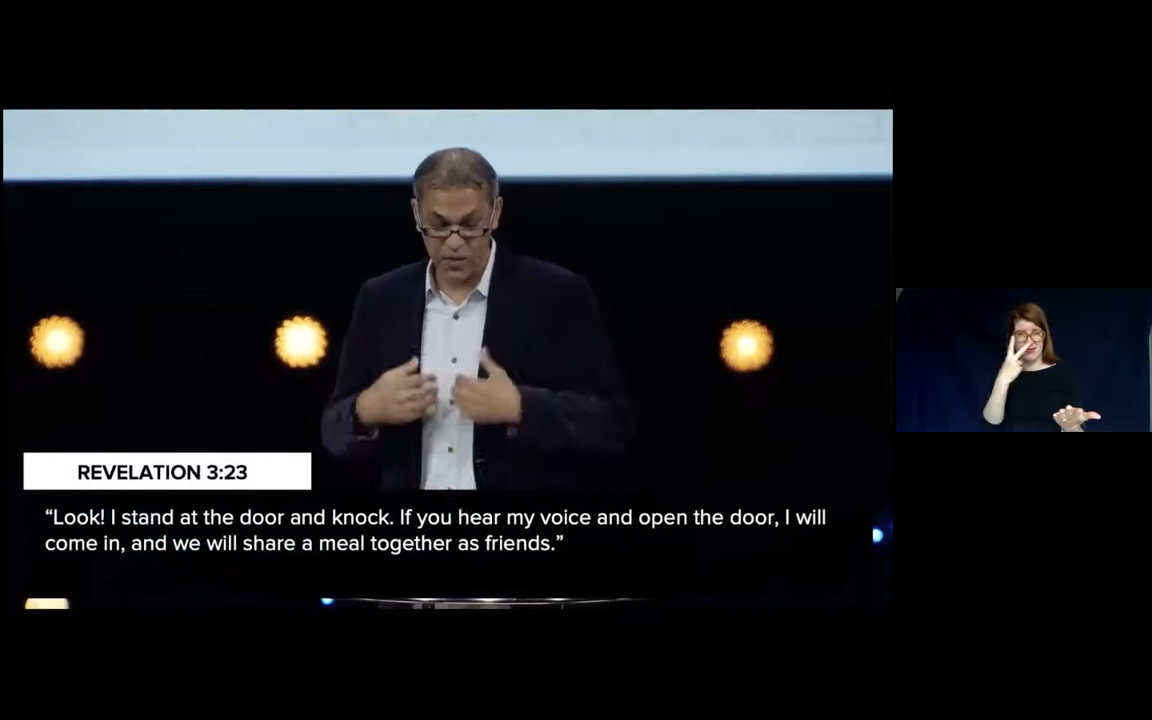 REVELATION 3:23
“Look! I stand at the door and knock. If you hear my voice and open the door, I will
come in, and we will share a meal together as friends.”